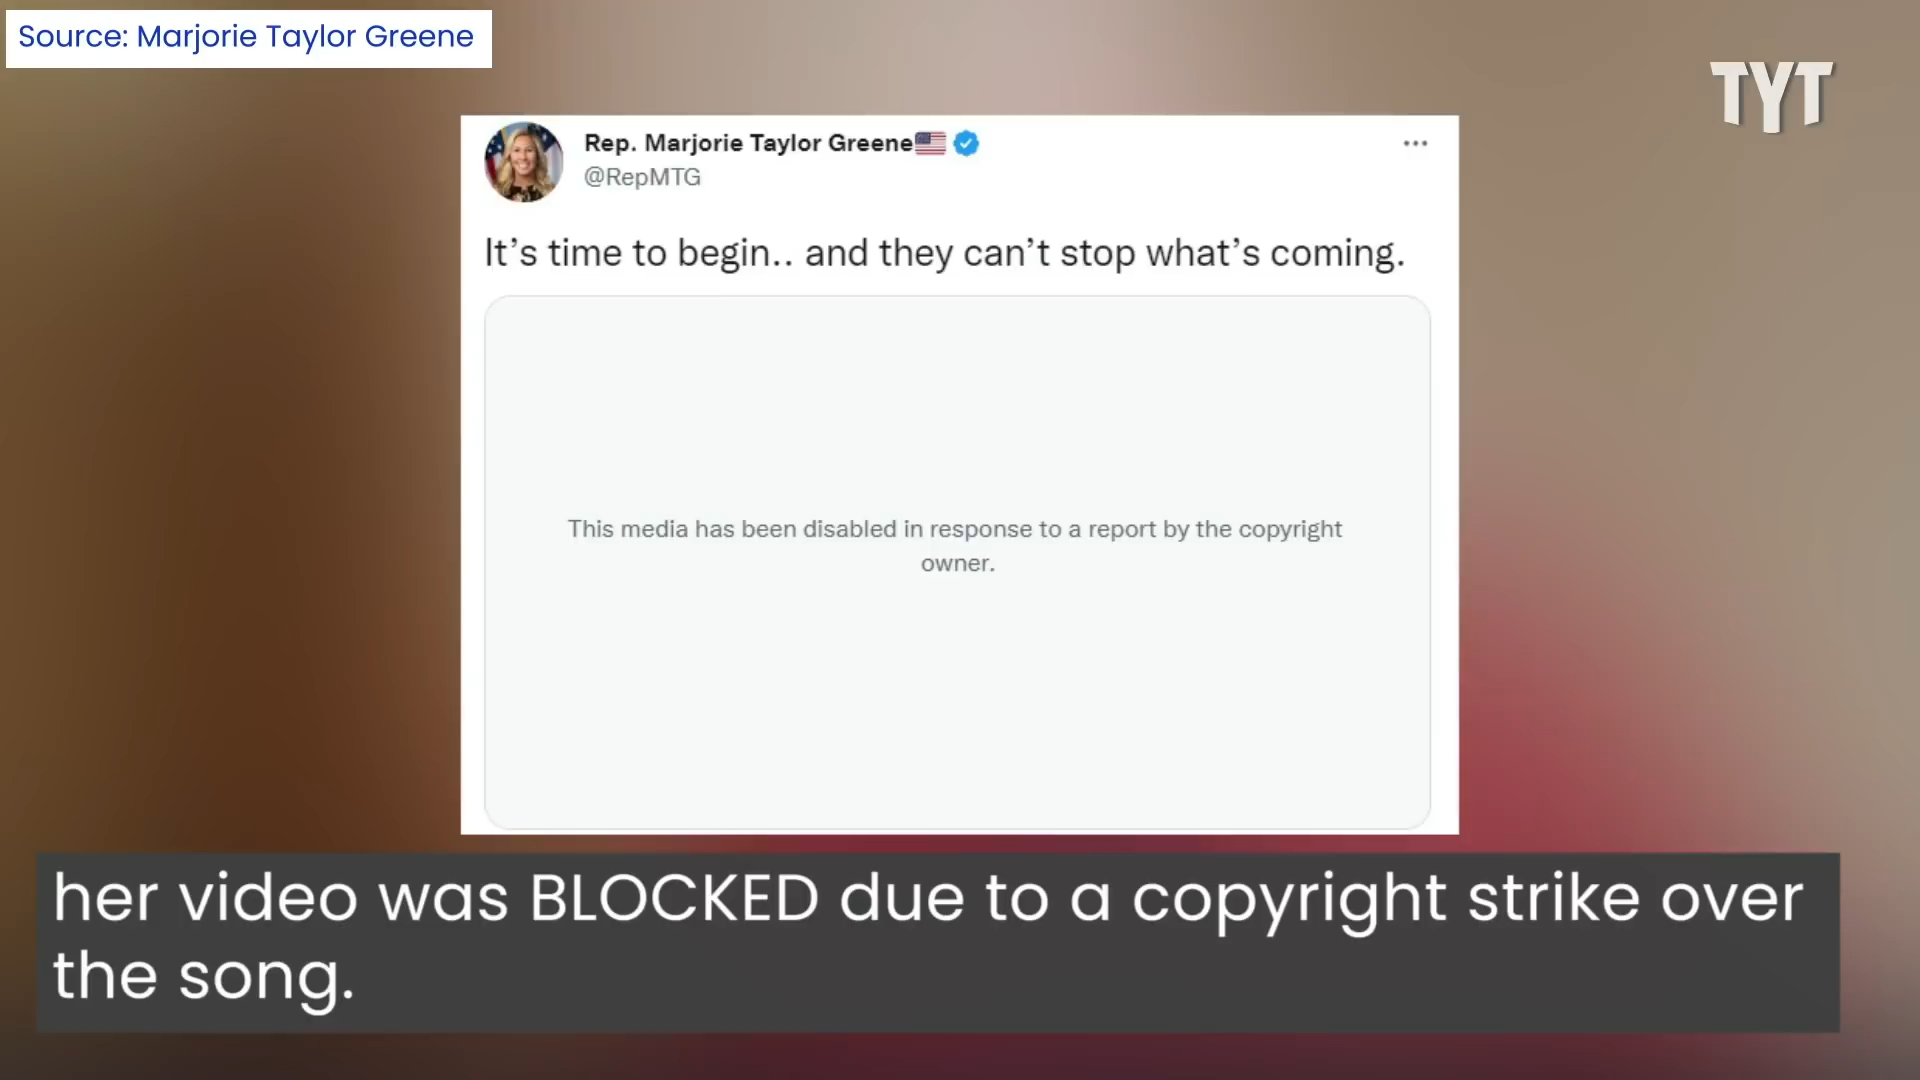 Source: Marjorie Taylor Greene
TYT
Rep. Marjorie Taylor Greene
@RepMTG
It’s time to begin.. and they can’t stop what’s coming.
This media has been disabled in response to a report by the copyright
owner.
her video was BLOCKED due to a copyright strike over
the song.